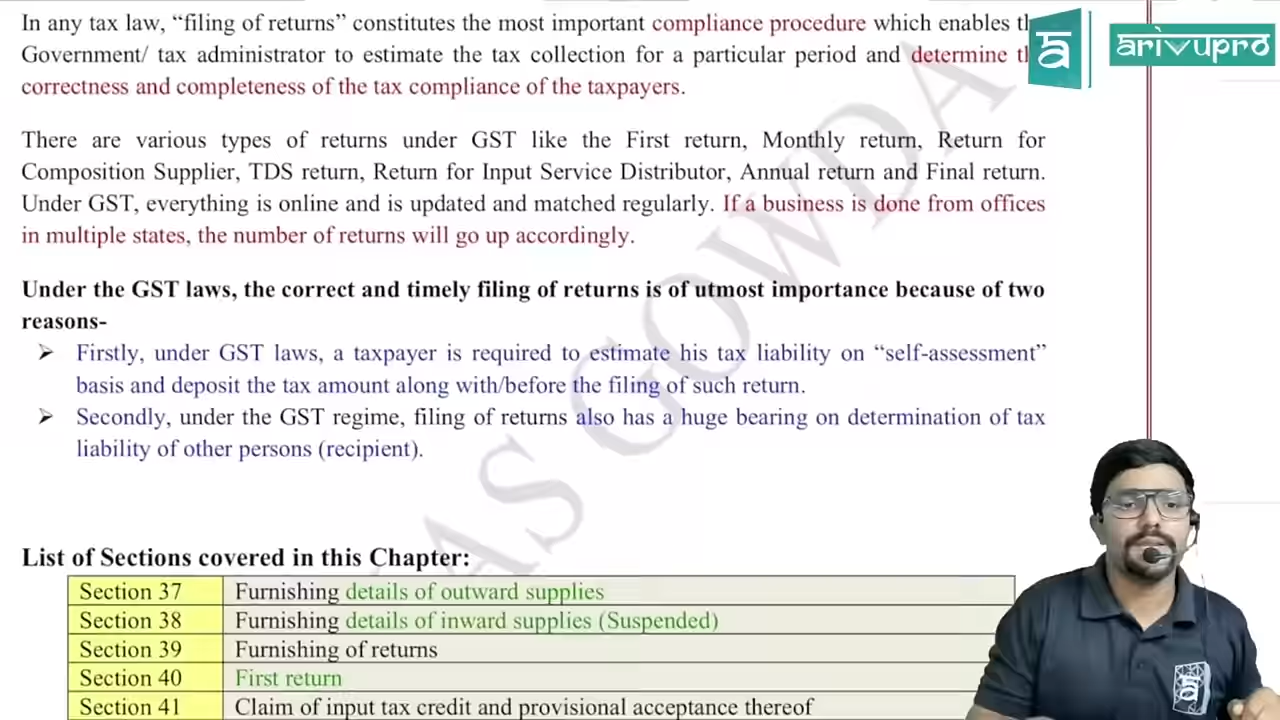 In any tax law, “filing of returns” constitutes the most important compliance procedure which enables
Government/ tax administrator to estimate the tax collection for a particular period and determine
correctness and completeness of the tax compliance of the taxpayers.
arivupro
There are various types of returns under GST like the First return, Monthly return, Return for
Composition Supplier, TDS return, Return for Input Service Distributor, Annual return and Final return.
Under GST, everything is online and is updated and matched regularly. If a business is done from offices
in multiple states, the number of returns will go up accordingly.
Under the GST laws, the correct and timely filing of returns is of utmost importance because of two
reasons-
➢ Firstly, under GST laws, a taxpayer is required to estimate his tax liability on “self-assessment”
basis and deposit the tax amount along with/before the filing of such return.
➢ Secondly, under the GST regime, filing of returns also has a huge bearing on determination of tax
liability of other persons (recipient).
AS GOWDA
List of Sections covered in this Chapter:
Section 37 Furnishing details of outward supplies
Section 38 Furnishing details of inward supplies (Suspended)
Section 39 Furnishing of returns
Section 40 First return
Section 41 Claim of input tax credit and provisional acceptance thereof